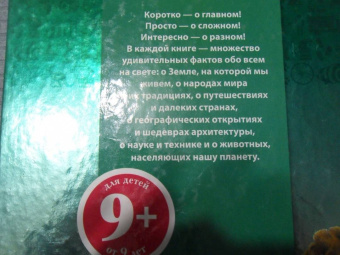 Коротко — о главном!
Просто — о сложном!
Интересно — о разном!
В каждой книге — множество
удивительных фактов обо всем
на свете: о Земле, на которой мы
живем, о народах мира
традициях, о путешествиях
и далеких странах,
о географических открытиях
и шедеврах архитектуры,
о науке и технике и о животных,
населяющих нашу планету.
для детей
9+
от 9 лет